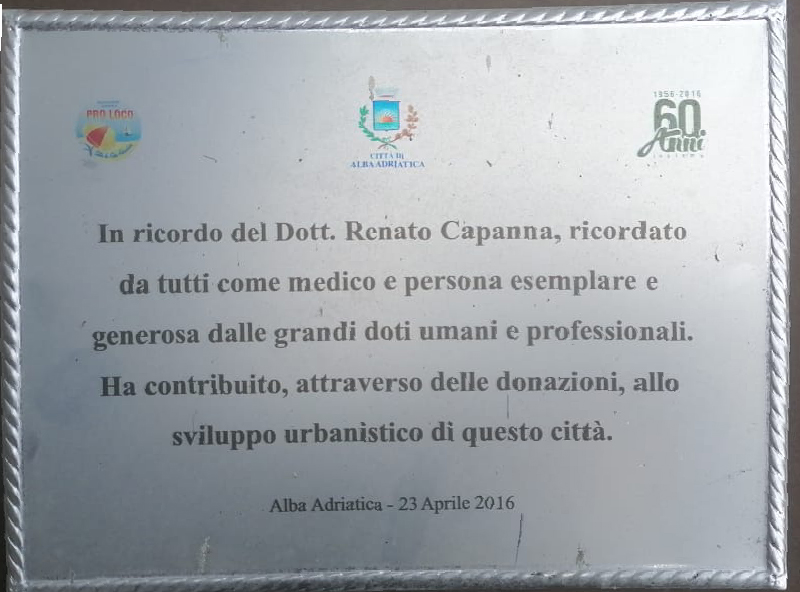 PRO LOCO
CITTÀ DI
ALBA ADRIATICA
1956-2016
60
Anni
insieme
In ricordo del Dott. Renato Capanna, ricordato
da tutti come medico e persona esemplare e
generosa dalle grandi doti umani e professionali.
Ha contribuito, attraverso delle donazioni, allo
sviluppo urbanistico di questo città.
Alba Adriatica - 23 Aprile 2016